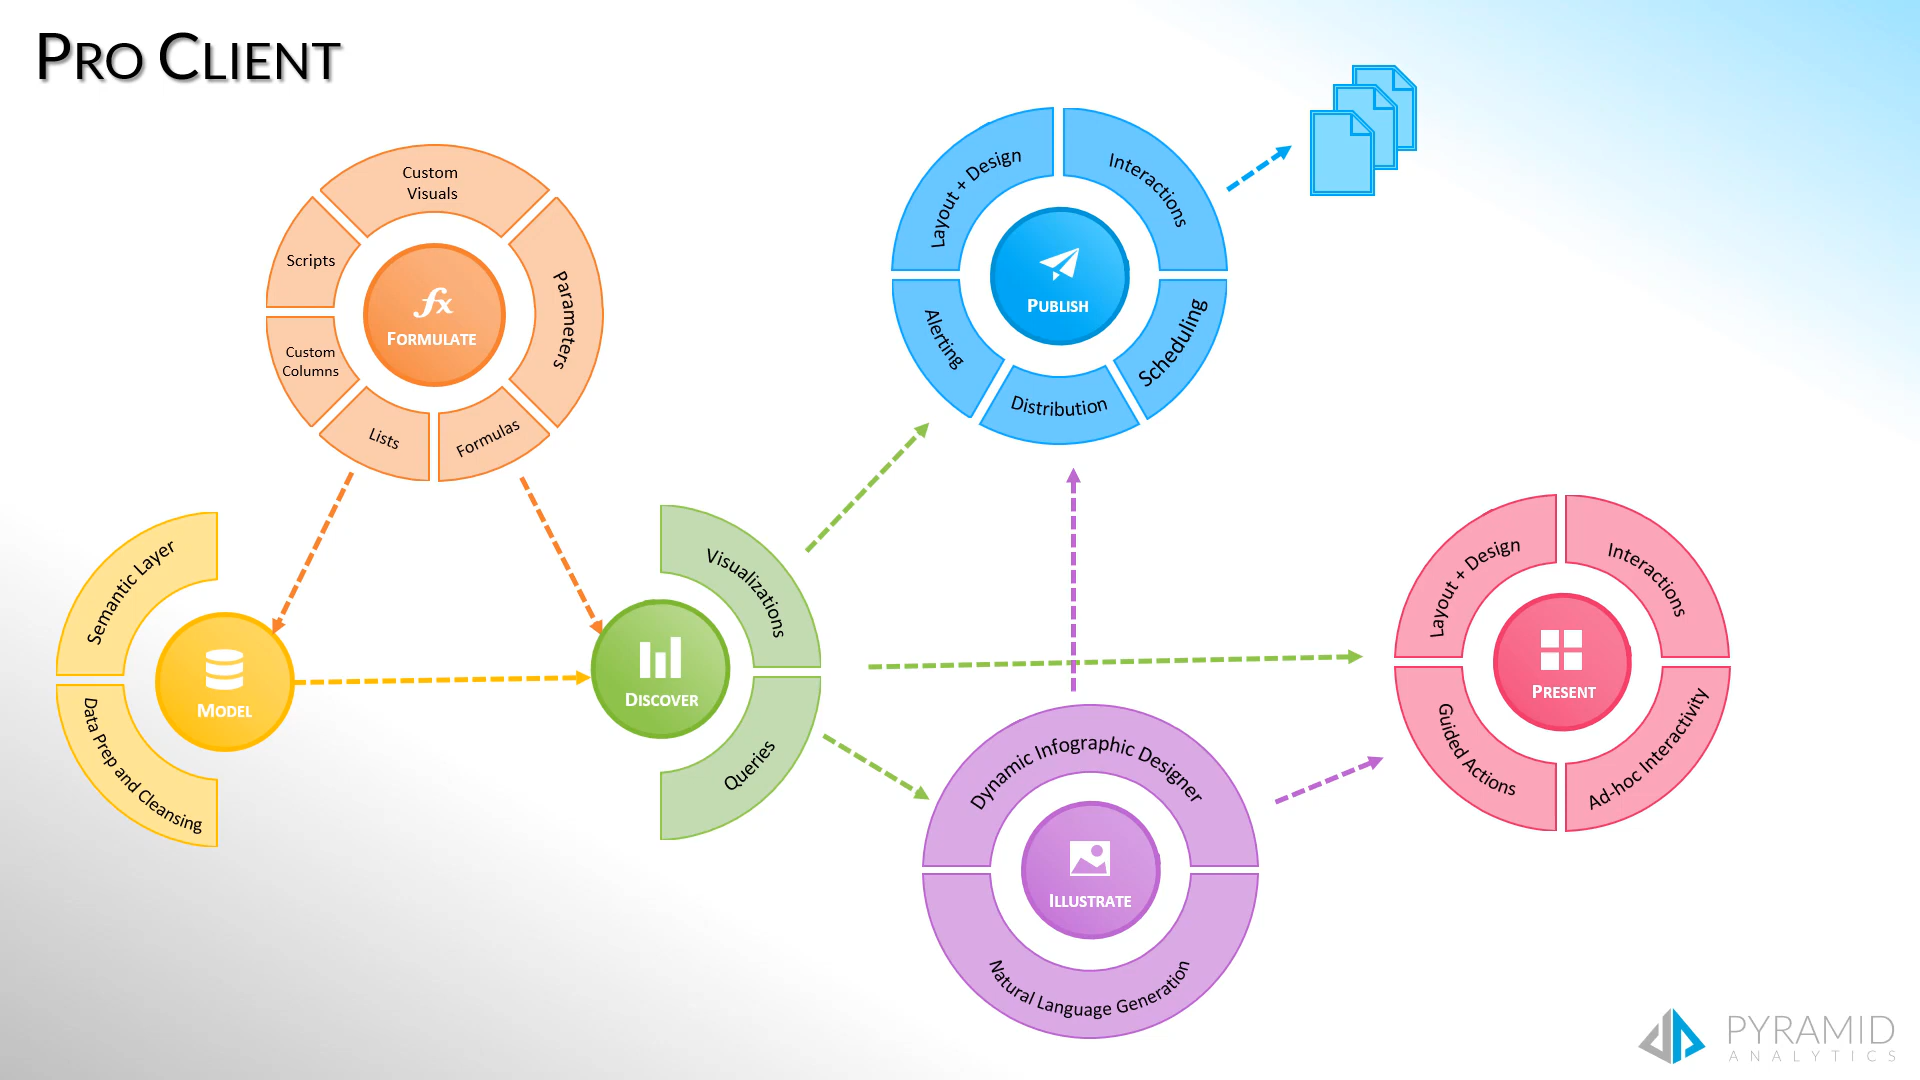 PRO CLIENT
Custom
Visuals
Scripts
Parameters
fx
FORMULATE
Custom
Columns
Lists
Formulas
Layout + Design
Interactions
PUBLISH
Alerting
Scheduling
Distribution
Semantic Layer
MODEL
Data Prep and Cleansing
Visualizations
DISCOVER
Queries
Dynamic Infographic Designer
ILLUSTRATE
Natural Language Generation
Layout + Design
Interactions
PRESENT
Guided Actions
Ad-hoc Interactivity
PYRAMID
ANALYTICS